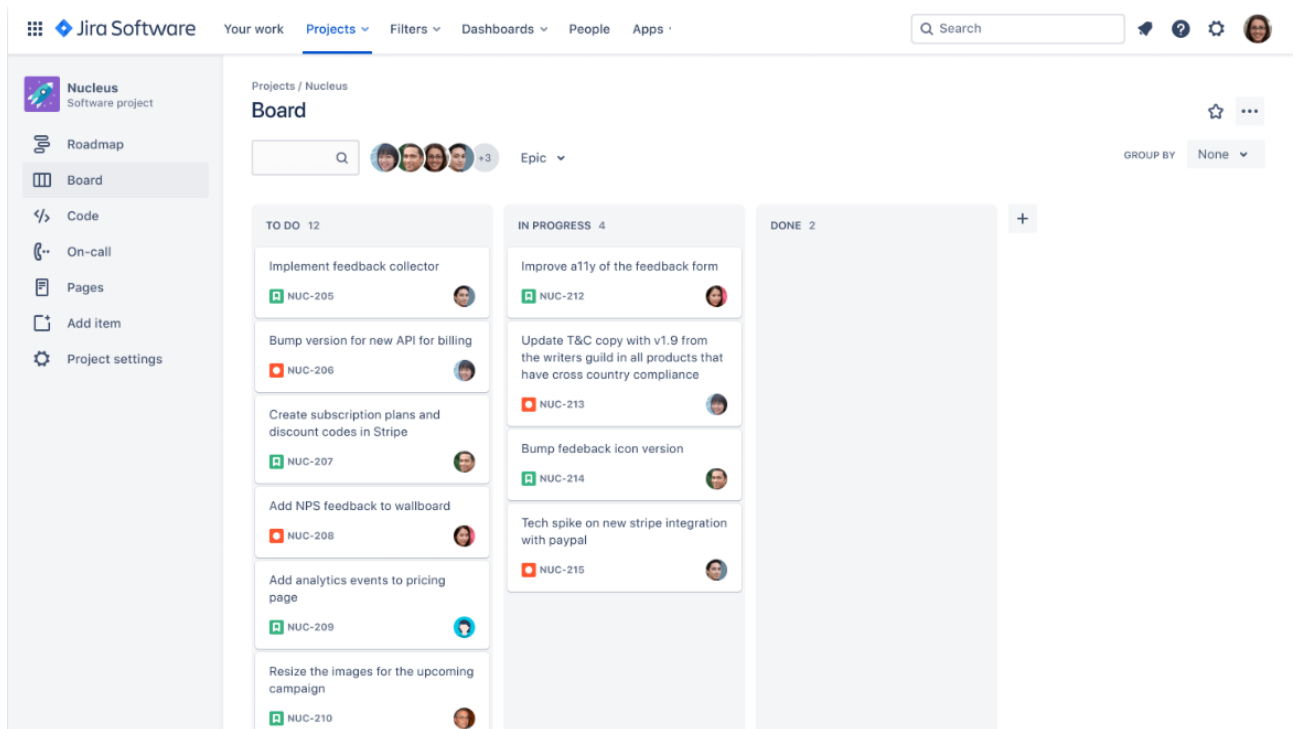 Jira Software
Your work Projects Filters Dashboards People Apps
Search
Nucleus
Software project
Roadmap
Board
Code
On-call
Pages
Add item
Project settings
Projects / Nucleus
Board
+3
Epic
GROUP BY None
TO DO 12
Implement feedback collector
NUC-205
Bump version for new API for billing
NUC-206
Create subscription plans and
discount codes in Stripe
NUC-207
Add NPS feedback to wallboard
NUC-208
Add analytics events to pricing
page
NUC-209
Resize the images for the upcoming
campaign
NUC-210
IN PROGRESS 4
Improve a11y of the feedback form
NUC-212
Update T&C copy with v1.9 from
the writers guild in all products that
have cross country compliance
NUC-213
Bump fedeback icon version
NUC-214
Tech spike on new stripe integration
with paypal
NUC-215
DONE 2
+